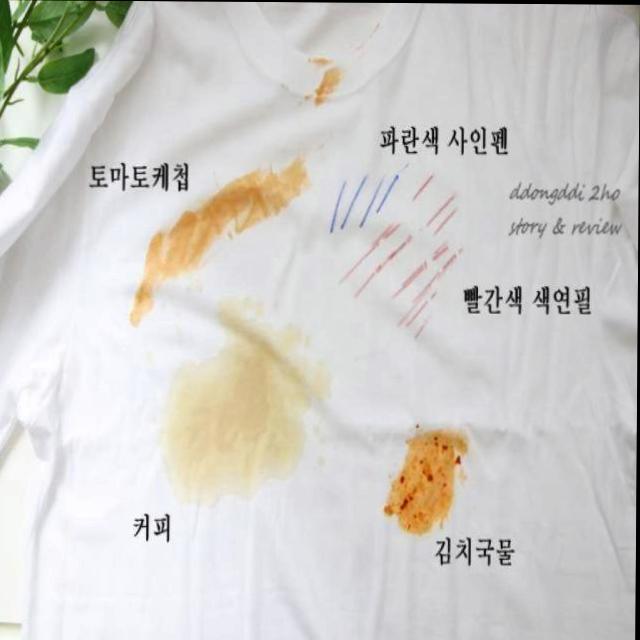 파란색 사인펜
토마토케첩
ddongddi 2ho
story & review
빨간색 색연필
커피
김치국물